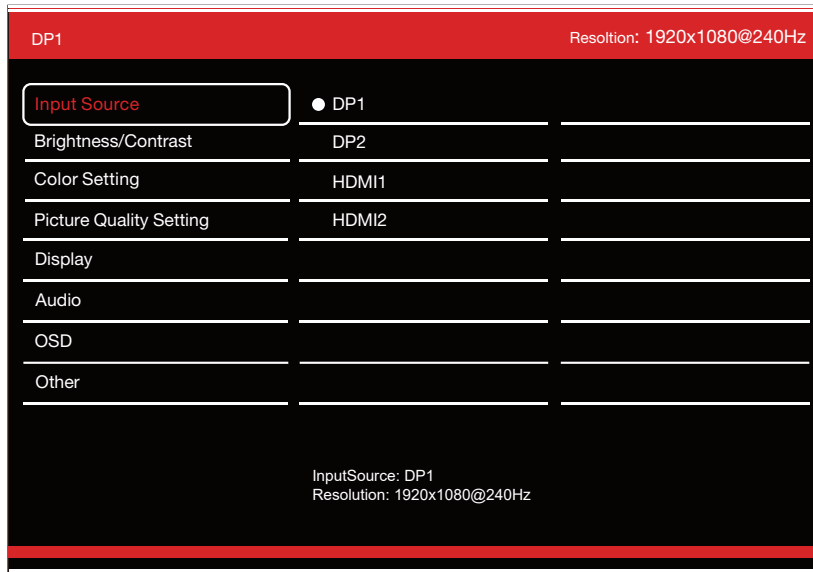 DP1 Resoltion: 1920x1080@240Hz
Input Source DP1
Brightness/Contrast DP2
Color Setting HDMI1
Picture Quality Setting HDMI2
Display
Audio
OSD
Other
InputSource: DP1
Resolution: 1920x1080@240Hz